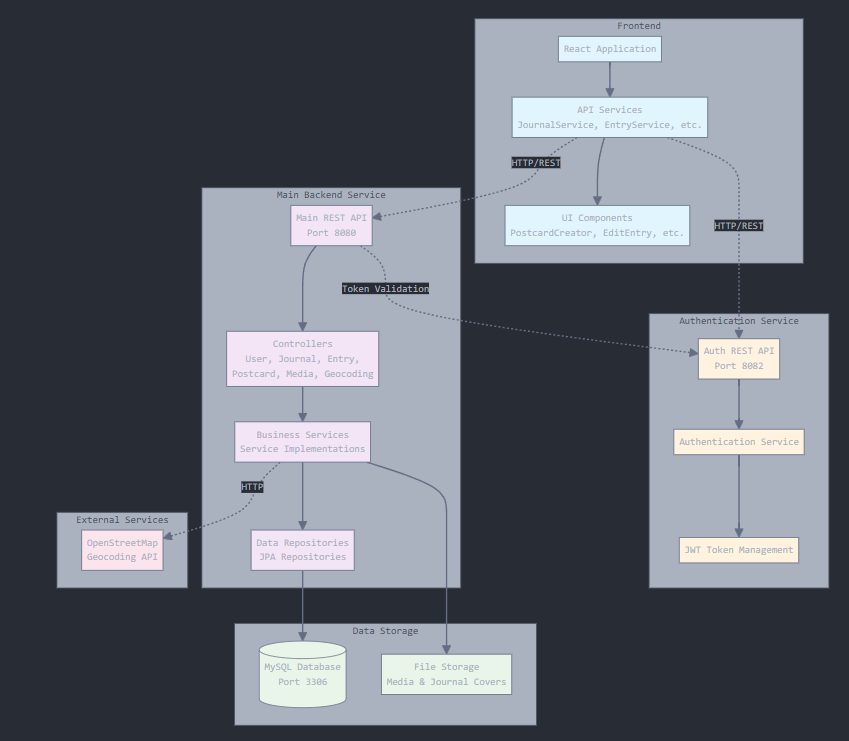 Frontend
React Application
API Services
JournalService, EntryService, etc.
HTTP/REST
UI Components
PostcardCreator, EditEntry, etc.
HTTP/REST
Main Backend Service
Main REST API
Port 8080
Token Validation
Controllers
User, Journal, Entry,
Postcard, Media, Geocoding
Business Services
Service Implementations
HTTP
Data Repositories
JPA Repositories
Authentication Service
Auth REST API
Port 8082
Authentication Service
JWT Token Management
External Services
OpenStreetMap
Geocoding API
Data Storage
MySQL Database
Port 3306
File Storage
Media & Journal Covers